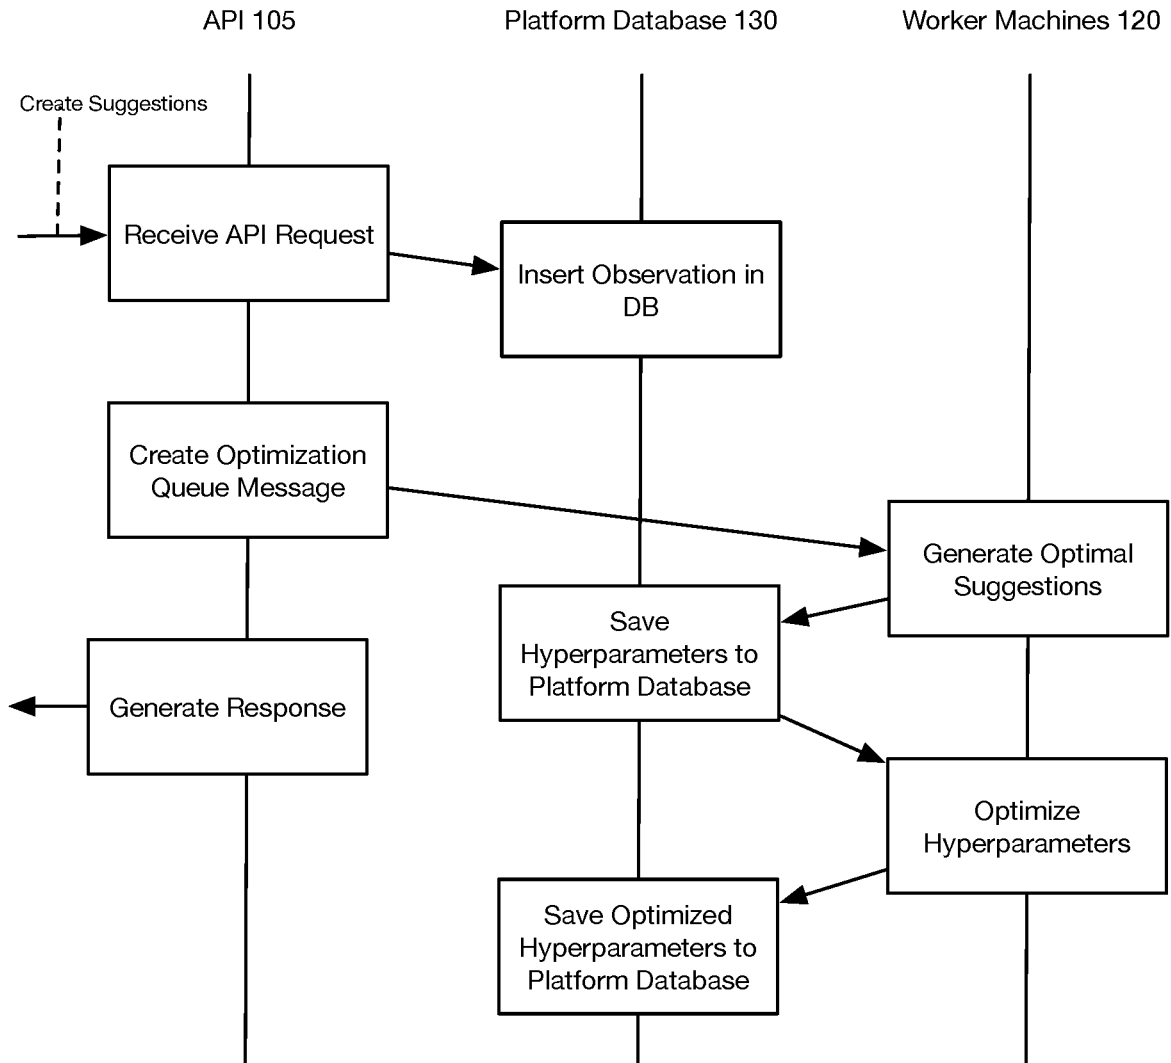 API 105
Platform Database 130
Worker Machines 120
Create Suggestions
Receive API Request
Insert Observation in
DB
Create Optimization
Queue Message
Generate Optimal
Suggestions
Save
Hyperparameters to
Platform Database
Generate Response
Optimize
Hyperparameters
Save Optimized
Hyperparameters to
Platform Database